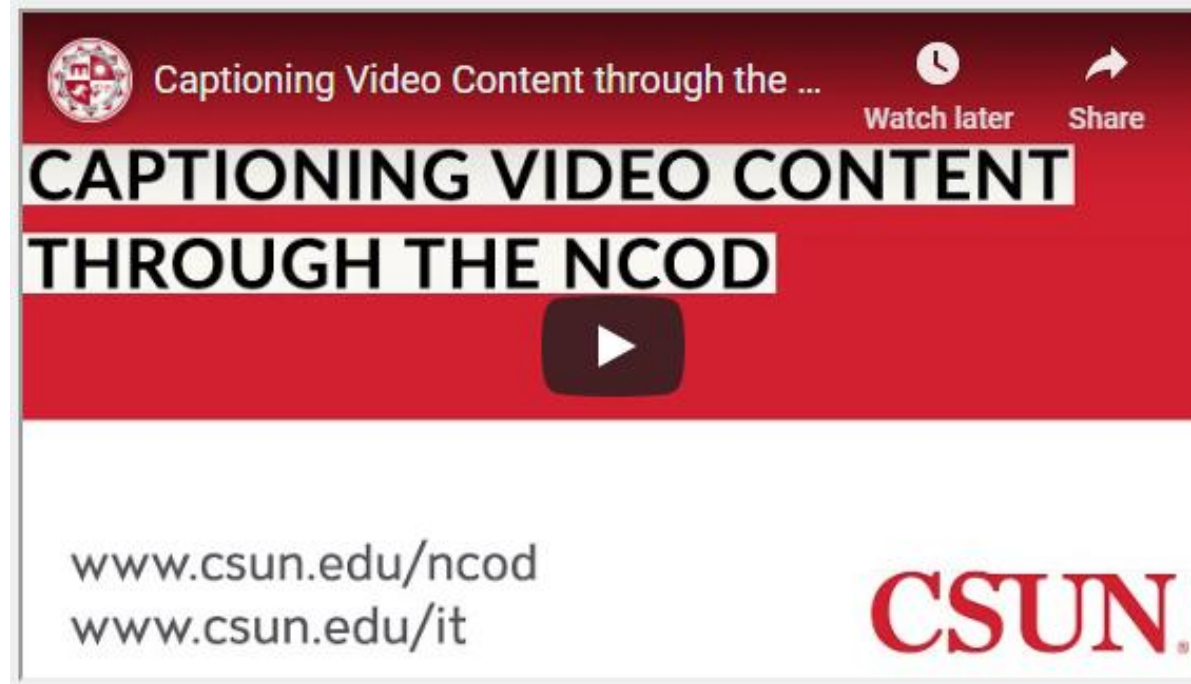 Captioning Video Content through the ...
Watch later
Share
CAPTIONING VIDEO CONTENT
THROUGH THE NCOD
www.csun.edu/ncod
www.csun.edu/it
CSUN